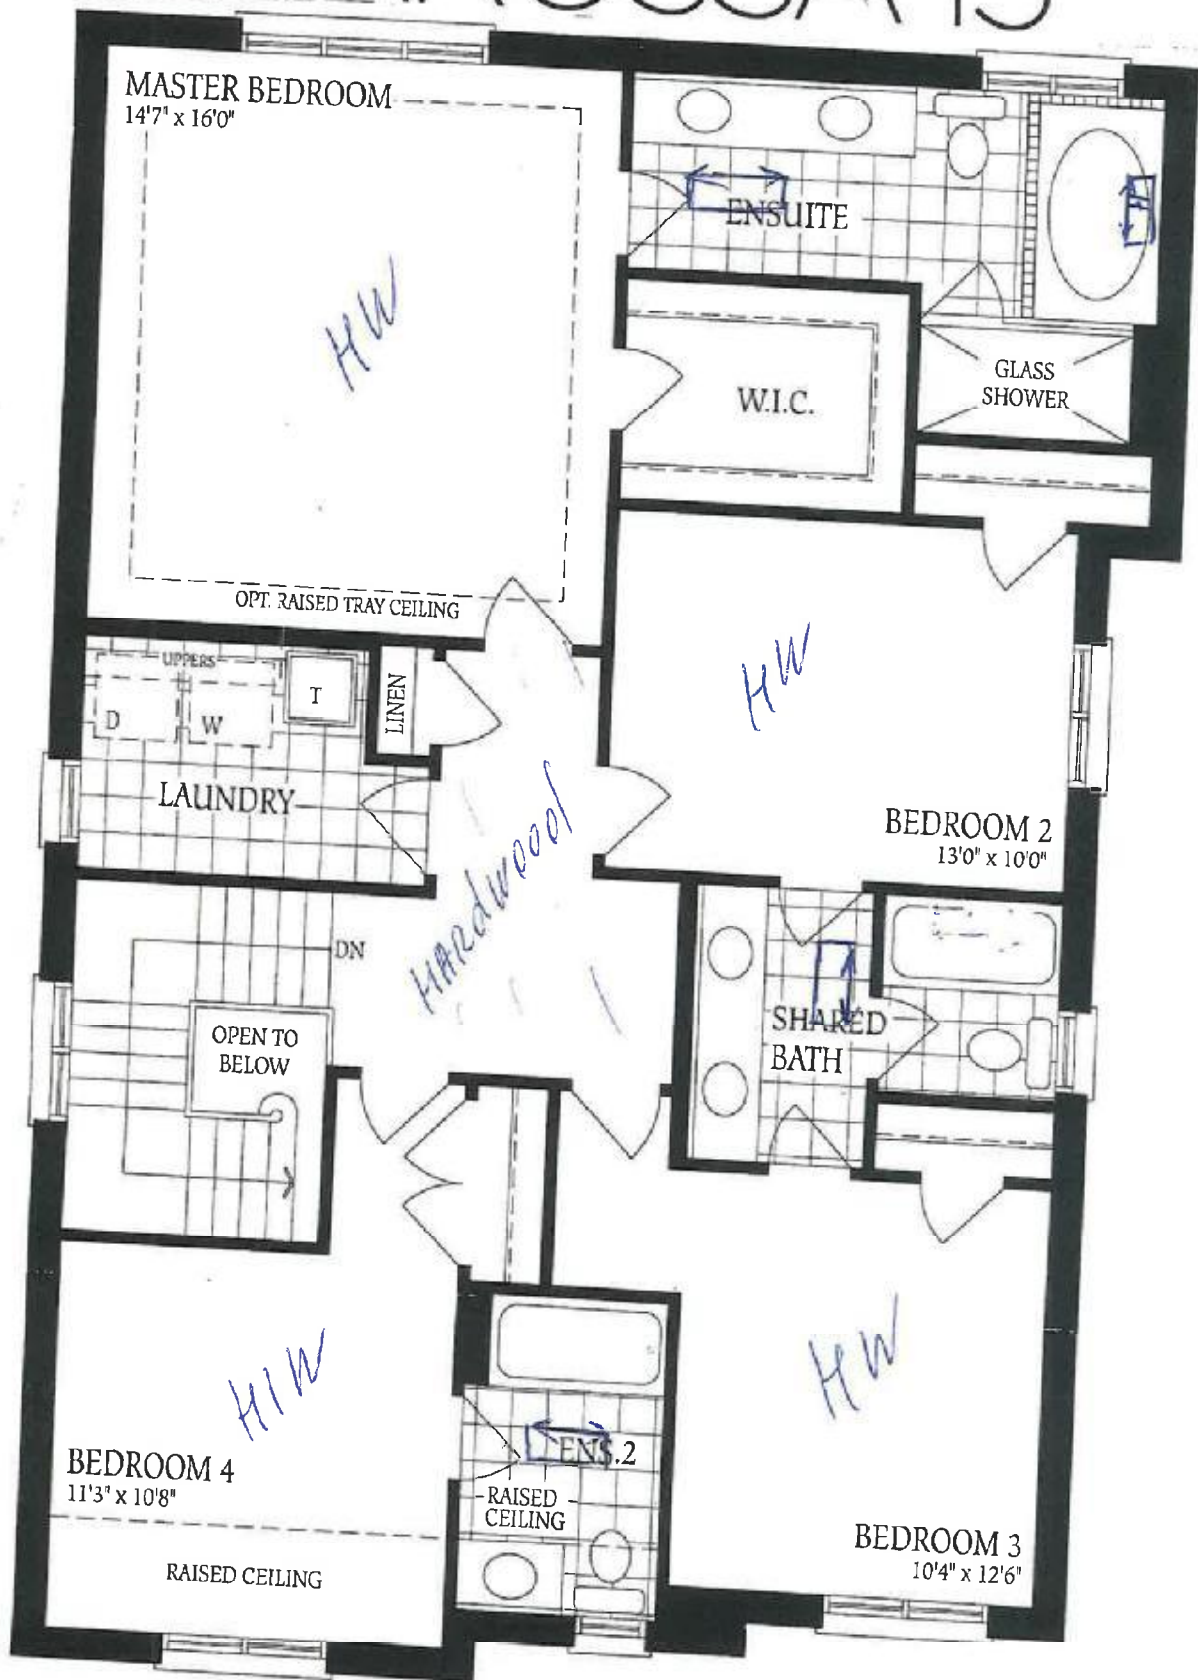 MASTER BEDROOM
14'7" x 16'0"
HW
OPT. RAISED TRAY CEILING
ENSUITE
W.I.C.
GLASS
SHOWER
UPPERS
D
W
T
LINEN
LAUNDRY
HW
BEDROOM 2
13'0" x 10'0"
HARdwoool
DN
OPEN TO
BELOW
SHARED
BATH
HIW
BEDROOM 4
11'3" x 10'8"
RAISED CEILING
ENS.2
RAISED
CEILING
HW
BEDROOM 3
10'4" x 12'6"